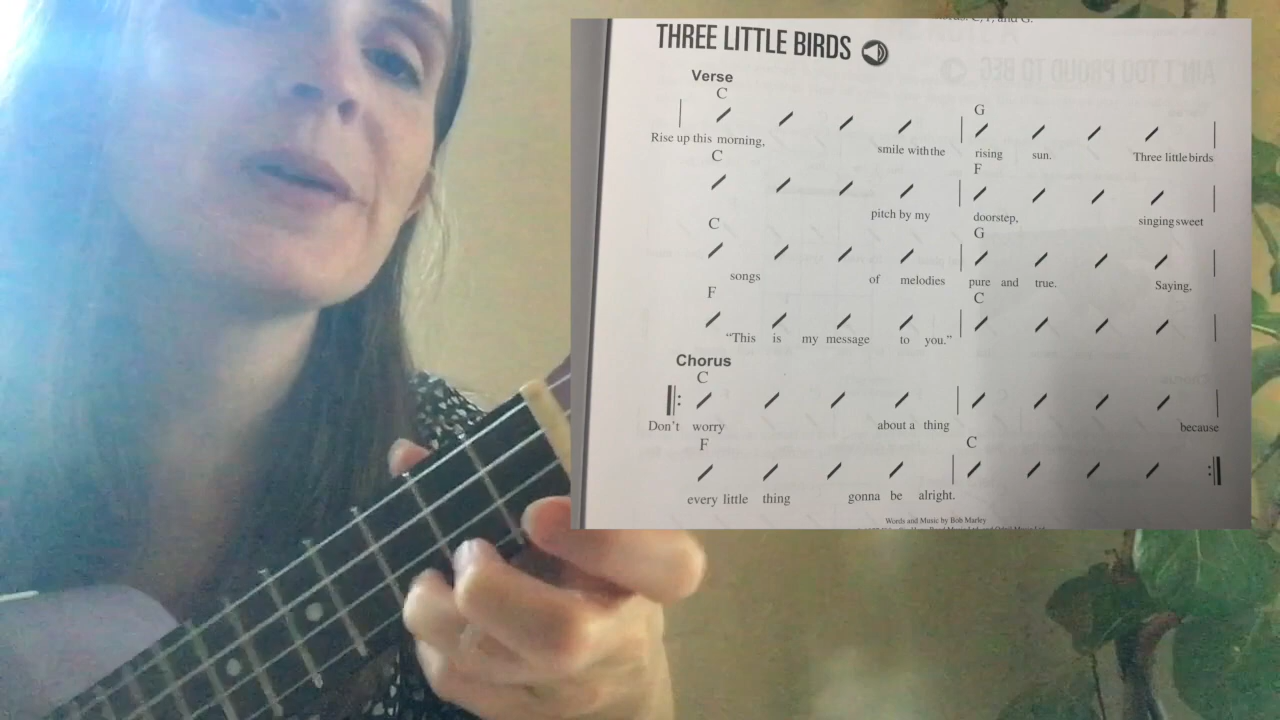 C, F, and G.
THREE LITTLE BIRDS
Verse
C G
Rise up this morning, smile with the rising sun. Three little birds
C F
pitch by my doorstep, singing sweet
C G
songs of melodies pure and true. Saying,
F C
“This is my message to you.”
Chorus
C
Don't worry about a thing because
F C
every little thing gonna be alright.
Words and Music by Bob Marley